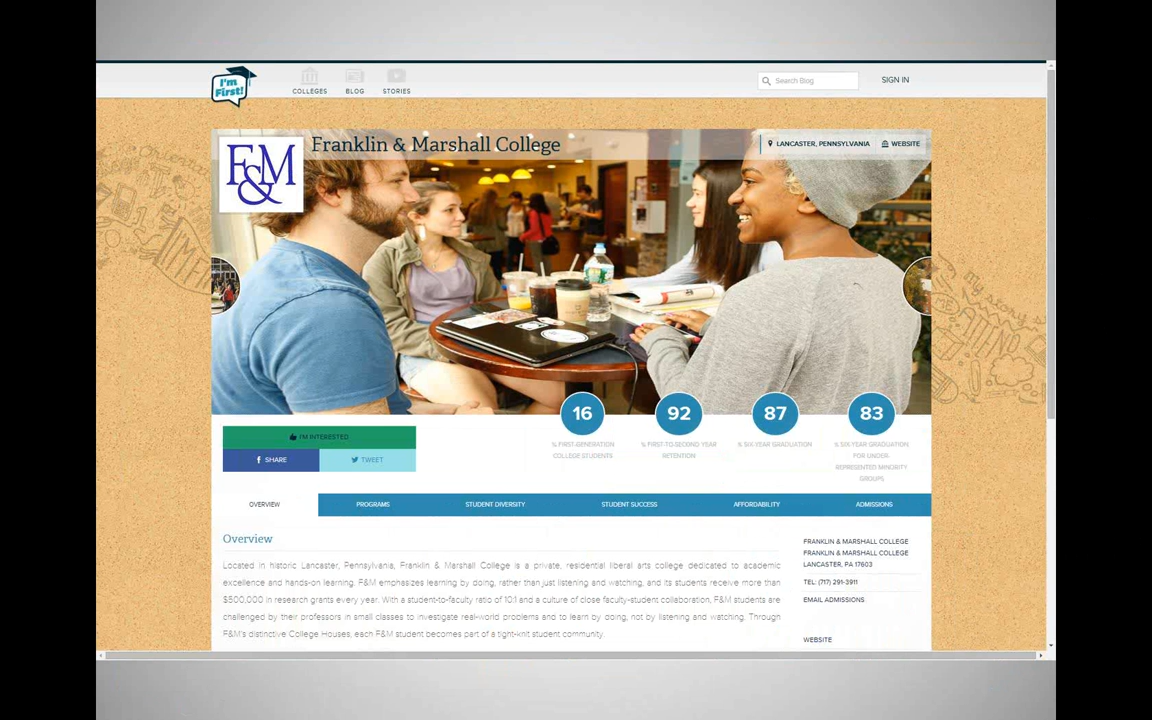 I'm First!
COLLEGES BLOG STORIES
Search Blog
SIGN IN
F&M
Franklin & Marshall College
LANCASTER, PENNSYLVANIA WEBSITE
16 92 87 83
% FIRST-GENERATION COLLEGE STUDENTS
% FIRST-TO-SECOND YEAR RETENTION
% SIX-YEAR GRADUATION
% SIX-YEAR GRADUATION FOR UNDER-REPRESENTED MINORITY GROUPS
I'M INTERESTED
SHARE TWEET
OVERVIEW PROGRAMS STUDENT DIVERSITY STUDENT SUCCESS AFFORDABILITY ADMISSIONS
Overview
Located in historic Lancaster, Pennsylvania, Franklin & Marshall College is a private, residential liberal arts college dedicated to academic
excellence and hands-on learning. F&M emphasizes learning by doing, rather than just listening and watching, and its students receive more than
$500,000 in research grants every year. With a student-to-faculty ratio of 10:1 and a culture of close faculty-student collaboration, F&M students are
challenged by their professors in small classes to investigate real-world problems and to learn by doing, not by listening and watching. Through
F&M's distinctive College Houses, each F&M student becomes part of a tight-knit student community.
FRANKLIN & MARSHALL COLLEGE
FRANKLIN & MARSHALL COLLEGE
LANCASTER, PA 17603
TEL: (717) 291-3911
EMAIL ADMISSIONS
WEBSITE